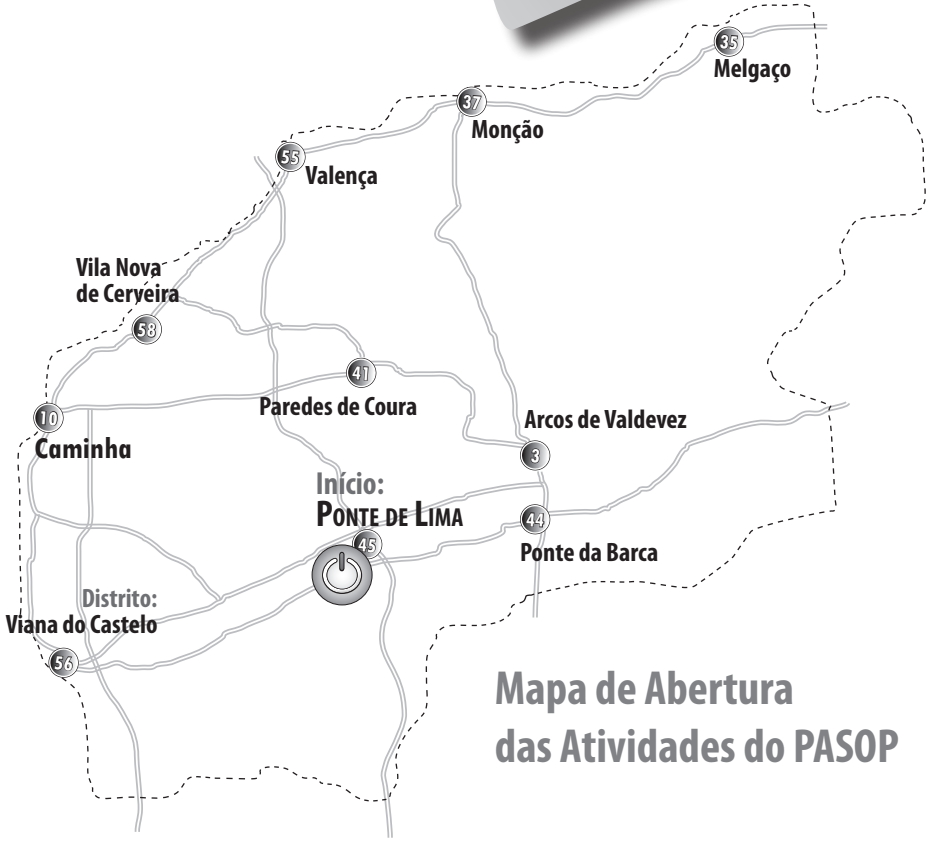 35
Melgaço
37
Monção
55
Valença
Vila Nova
de Cerveira
58
41
Paredes de Coura
10
Caminha
Arcos de Valdevez
3
Início:
PONTE DE LIMA
45
44
Ponte da Barca
Distrito:
Viana do Castelo
56
Mapa de Abertura
das Atividades do PASOP